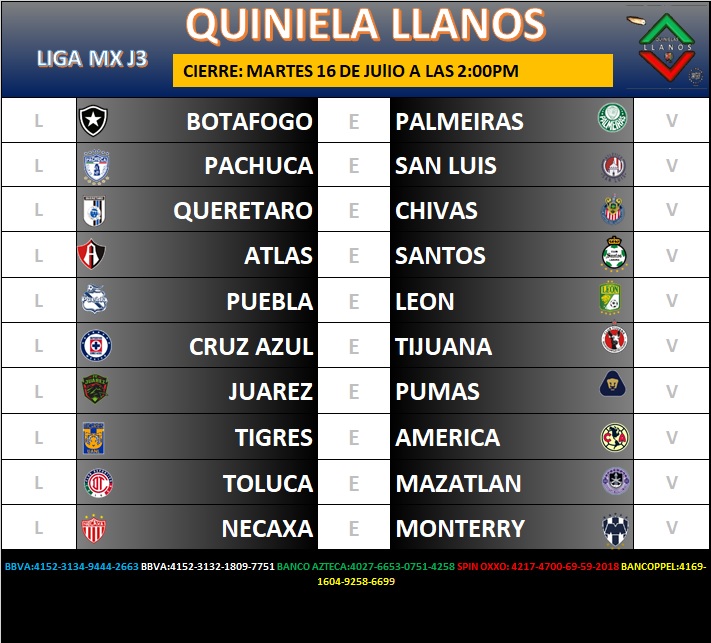 QUINIELA LLANOS
LIGA MX J3
CIERRE: MARTES 16 DE JUlIO A LAS 2:00PM
QUINIELAS
LLANOS
L BOTAFOGO E PALMEIRAS V
L PACHUCA E SAN LUIS V
L QUERETARO E CHIVAS V
L ATLAS E SANTOS V
L PUEBLA E LEON V
L CRUZ AZUL E TIJUANA V
L JUAREZ E PUMAS V
L TIGRES E AMERICA V
L TOLUCA E MAZATLAN V
L NECAXA E MONTERRY V
BBVA:4152-3134-9444-2663 BBVA:4152-3132-1809-7751 BANCO AZTECA:4027-6653-0751-4258 SPIN OXXO: 4217-4700-69-59-2018 BANCOPPEL:4169-
1604-9258-6699